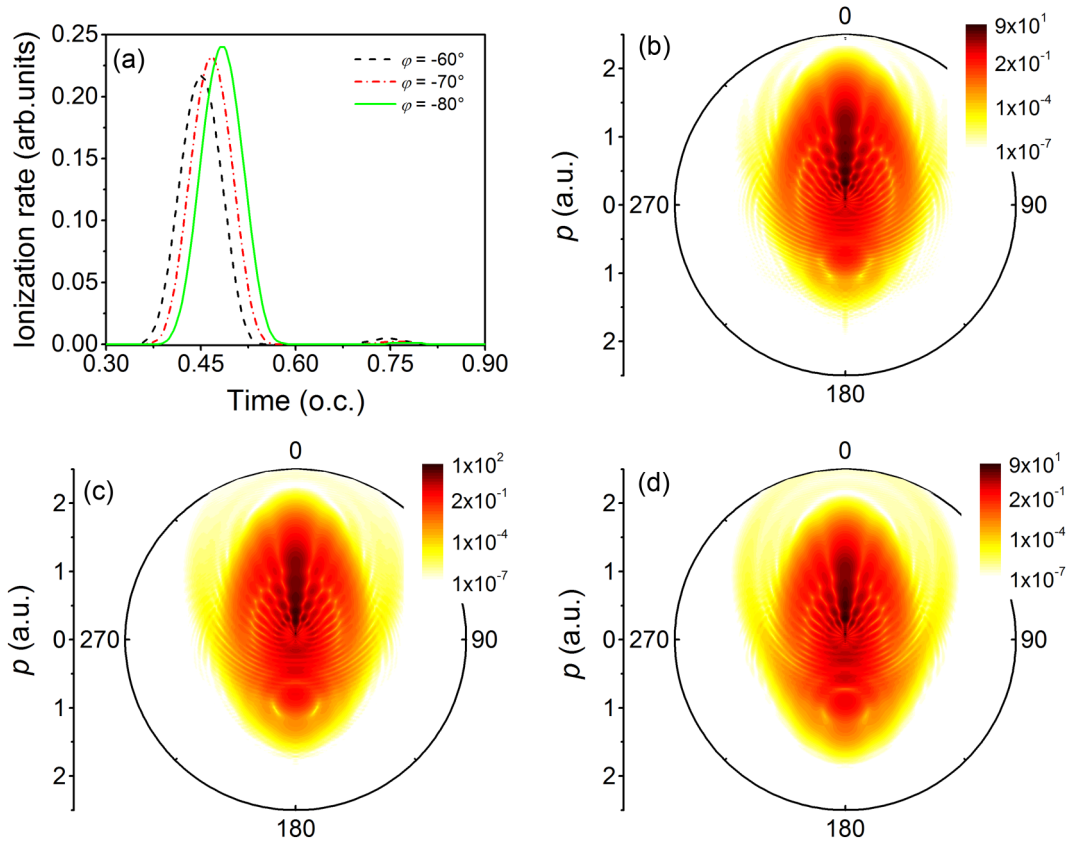 (a)
Ionization rate (arb.units)
0.25
0.20
0.15
0.10
0.05
0.00
0.30 0.45 0.60 0.75 0.90
Time (o.c.)
φ = -60°
φ = -70°
φ = -80°
(b)
0
90
180
270
p (a.u.)
2
1
0
1
2
9x10¹
2x10⁻¹
1x10⁻⁴
1x10⁻⁷
(c)
0
90
180
270
p (a.u.)
2
1
0
1
2
1x10²
2x10⁻¹
1x10⁻⁴
1x10⁻⁷
(d)
0
90
180
270
p (a.u.)
2
1
0
1
2
9x10¹
2x10⁻¹
1x10⁻⁴
1x10⁻⁷